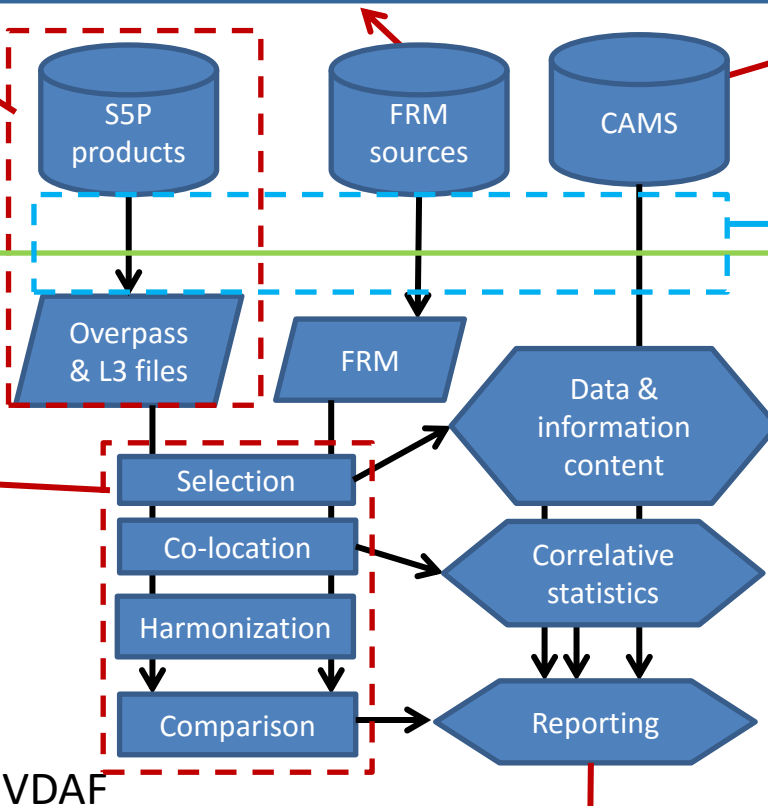 S5P
products
FRM
sources
CAMS
Overpass
& L3 files
FRM
Data &
information
content
Selection
Co-location
Correlative
statistics
Harmonization
Comparison
Reporting
VDAF